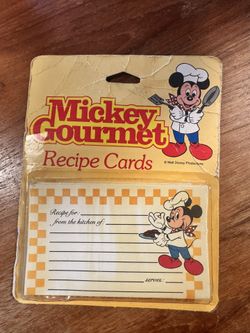 Mickey
Gourmet
© Walt Disney Productions
Recipe Cards
Recipe for:
from the kitchen of:
serves: